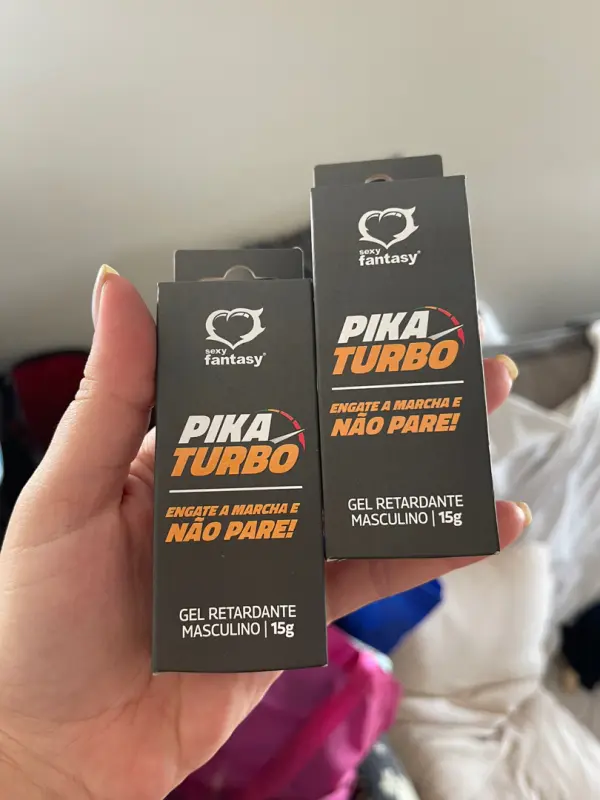 sexy
fantasy®
PIKA
TURBO
ENGATE A MARCHA E
NÃO PARE!
GEL RETARDANTE
MASCULINO | 15g
sexy
fantasy®
PIKA
TURBO
ENGATE A MARCHA E
NÃO PARE!
GEL RETARDANTE
MASCULINO | 15g